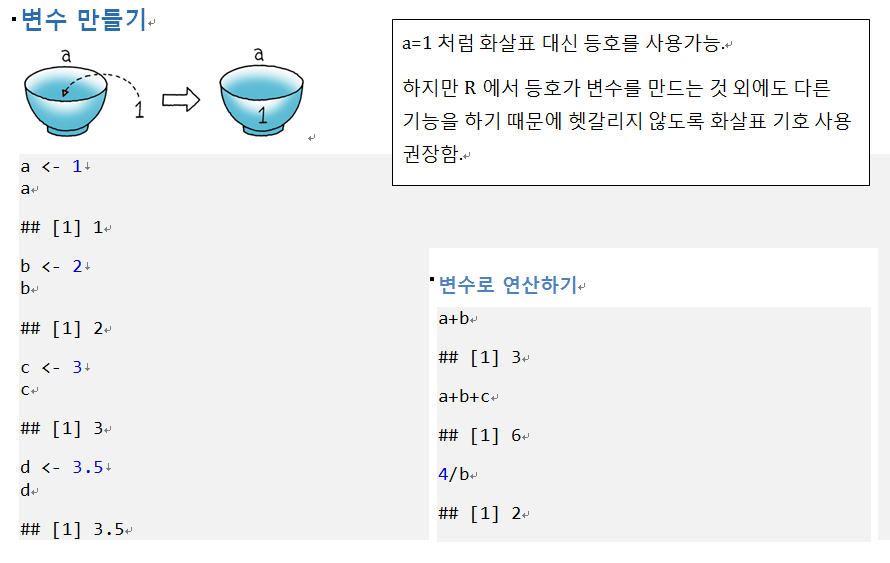 변수 만들기
a
1
a
1
a=1 처럼 화살표 대신 등호를 사용가능.
하지만 R 에서 등호가 변수를 만드는 것 외에도 다른
기능을 하기 때문에 헷갈리지 않도록 화살표 기호 사용
권장함.
a <- 1
a
## [1] 1
b <- 2
b
## [1] 2
c <- 3
c
## [1] 3
d <- 3.5
d
## [1] 3.5
변수로 연산하기
a+b
## [1] 3
a+b+c
## [1] 6
4/b
## [1] 2